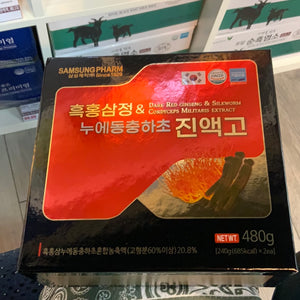 SAMSUNG PHARM
삼성제약(주) Since1929
흑홍삼정 &
DARK RED GINSENG & SILKWORM
CORDYCEPS MILITARIS EXTRACT
누에동충하초 진액고
NET WT. 480g
[240g(685kcal) × 2ea]
흑홍삼누에동충하초혼합농축액(고형분60%이상)20.8%